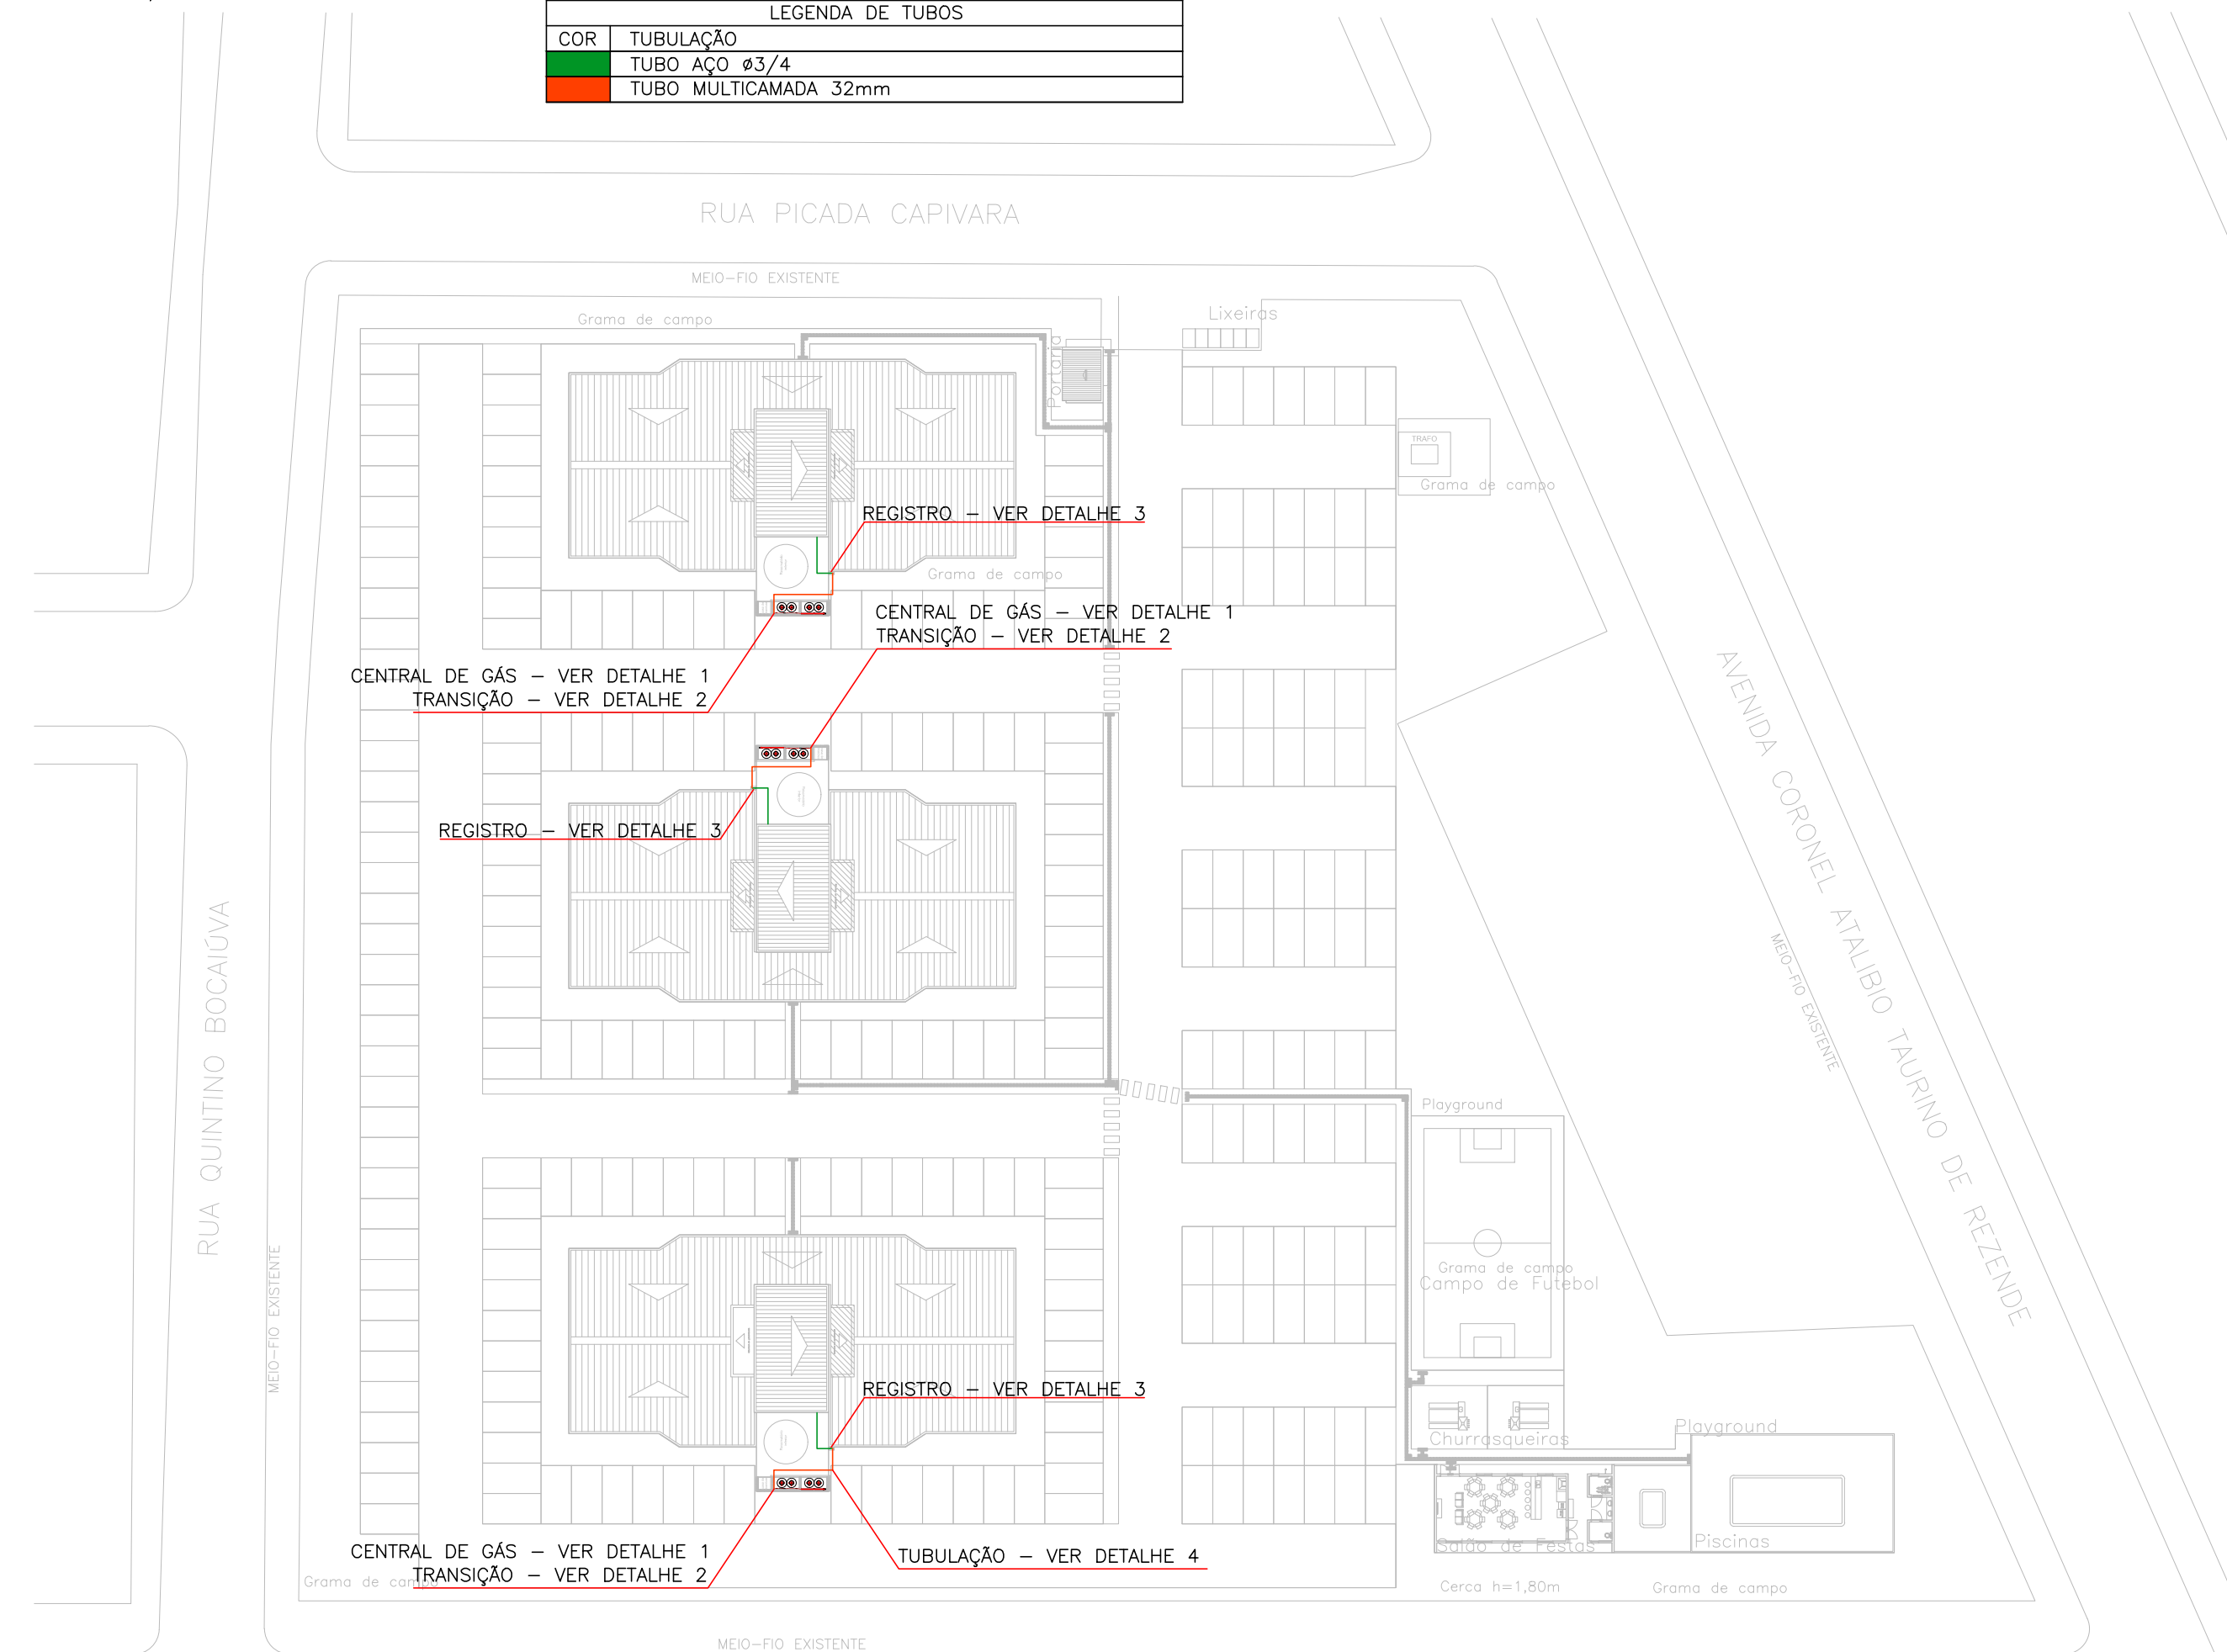 LEGENDA DE TUBOS
COR TUBULAÇÃO
TUBO AÇO ø3/4
TUBO MULTICAMADA 32mm
RUA PICADA CAPIVARA
MEIO-FIO EXISTENTE
Grama de campo
Lixeiras
Portaria
TRAFO
Grama de campo
REGISTRO - VER DETALHE 3
Grama de campo
CENTRAL DE GÁS - VER DETALHE 1
TRANSIÇÃO - VER DETALHE 2
CENTRAL DE GÁS - VER DETALHE 1
TRANSIÇÃO - VER DETALHE 2
REGISTRO - VER DETALHE 3
AVENIDA CORONEL ATALIBIO TAURINO DE REZENDE
MEIO-FIO EXISTENTE
RUA QUINTINO BOCAIÚVA
MEIO-FIO EXISTENTE
Playground
Grama de campo
Campo de Futebol
REGISTRO - VER DETALHE 3
Churrasqueiras
Playground
CENTRAL DE GÁS - VER DETALHE 1
TRANSIÇÃO - VER DETALHE 2
TUBULAÇÃO - VER DETALHE 4
Salão de Festas
Piscinas
Grama de campo
Cerca h=1,80m
Grama de campo
MEIO-FIO EXISTENTE